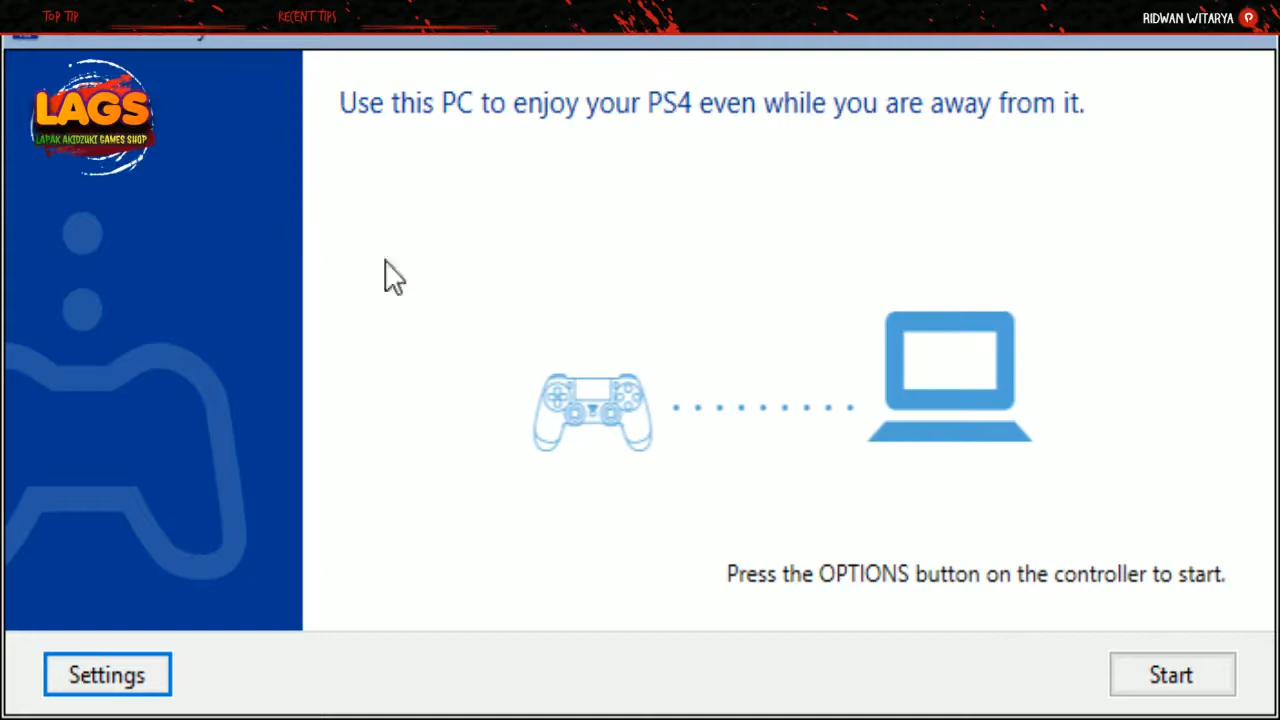 TOP TIP
RECENT TIPS
RIDWAN WITARYA
LAGS
LAPAK AKIDZUKI GAMES SHOP
Use this PC to enjoy your PS4 even while you are away from it.
Press the OPTIONS button on the controller to start.
Settings
Start